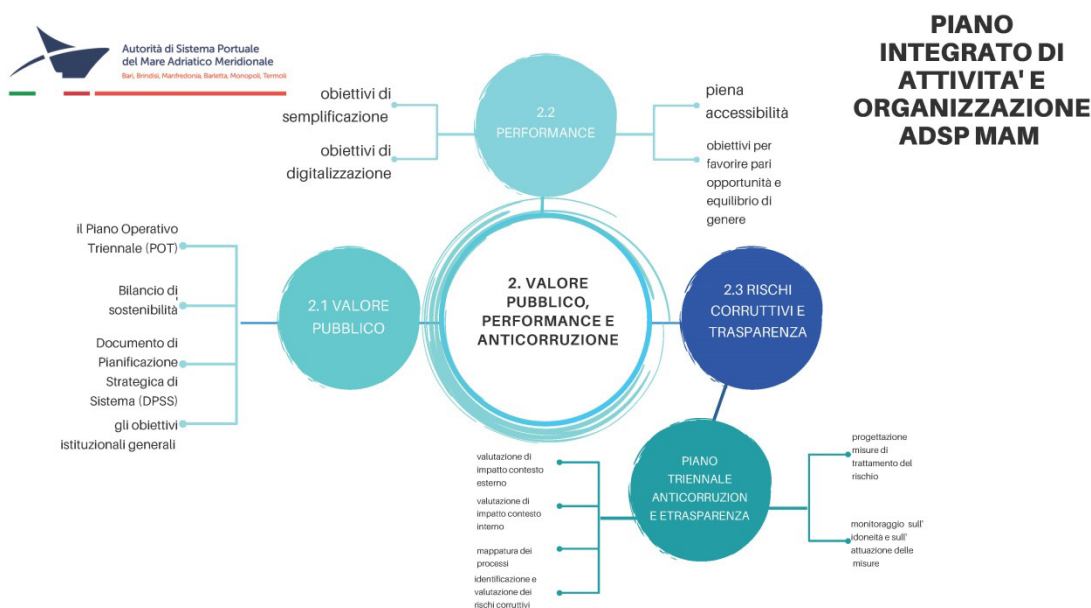 Autorità di Sistema Portuale
del Mare Adriatico Meridionale
Bari, Brindisi, Manfredonia, Barletta, Monopoli, Termoli
PIANO
INTEGRATO DI
ATTIVITA' E
ORGANIZZAZIONE
ADSP MAM
obiettivi di
semplificazione
obiettivi di
digitalizzazione
2.2
PERFORMANCE
piena
accessibilità
obiettivi per
favorire pari
opportunità e
equilibrio di
genere
il Piano Operativo
Triennale (POT)
Bilancio di
sostenibilità
Documento di
Pianificazione
Strategica di
Sistema (DPSS)
gli obiettivi
istituzionali generali
2.1 VALORE
PUBBLICO
2. VALORE
PUBBLICO,
PERFORMANCE E
ANTICORRUZIONE
2.3 RISCHI
CORRUTTIVI E
TRASPARENZA
PIANO
TRIENNALE
ANTICORRUZION
E ETRASPARENZA
valutazione di
impatto contesto
esterno
valutazione di
impatto contesto
interno
mappatura dei
processi
identificazione e
valutazione dei
rischi corruttivi
progettazione
misure di
trattamento del
rischio
monitoraggio sull'
idoneità e sull'
attuazione delle
misure